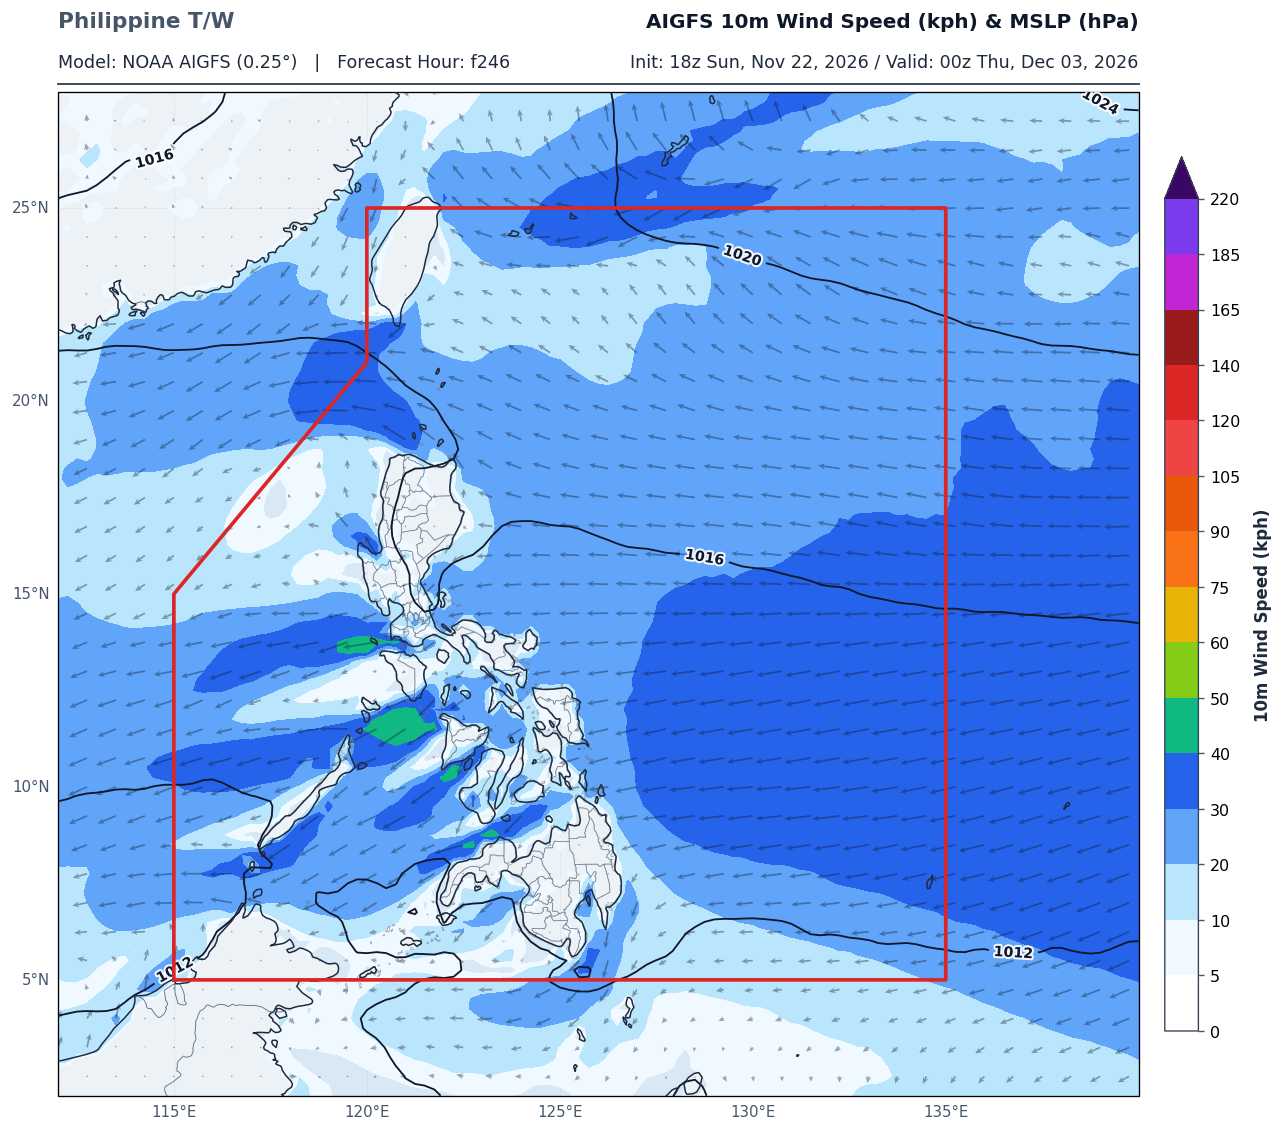 Philippine T/W
AIGFS 10m Wind Speed (kph) & MSLP (hPa)
Model: NOAA AIGFS (0.25°) | Forecast Hour: f246
Init: 18z Sun, Nov 22, 2026 / Valid: 00z Thu, Dec 03, 2026
1024
1016
1020
1016
1012
1012
25°N
20°N
15°N
10°N
5°N
115°E
120°E
125°E
130°E
135°E
220
185
165
140
120
105
90
75
60
50
40
30
20
10
5
0
10m Wind Speed (kph)